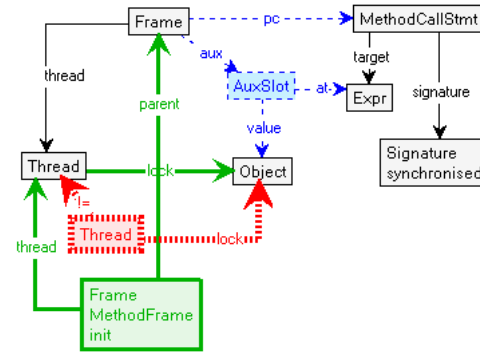 Frame
pc
MethodCallStmt
thread
aux
target
AuxSlot
at
Expr
parent
signature
value
Thread
lock
Object
Signature
synchronised
!=
Thread
lock
thread
Frame
MethodFrame
init